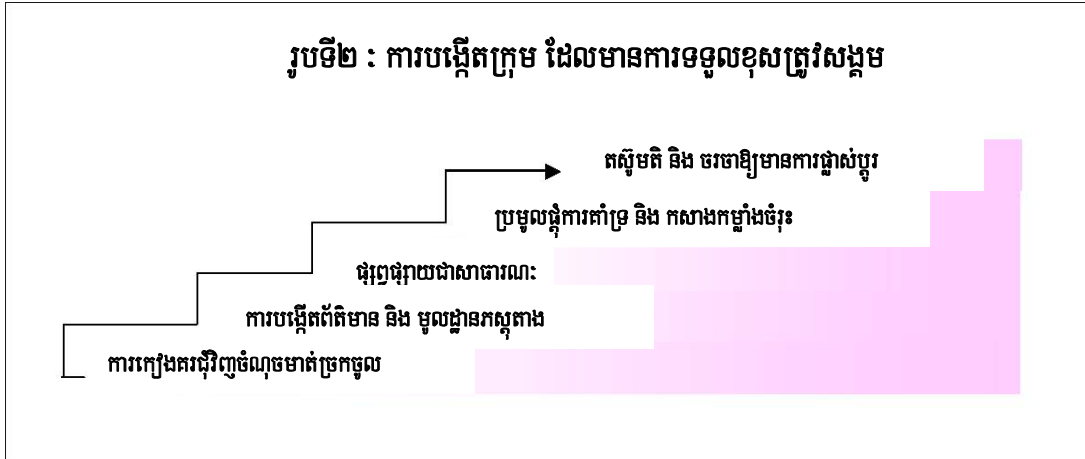 រូបទី២ : ការបង្កើតក្រុម ដែលមានការទទួលខុសត្រូវសង្គម
តស៊ូមតិ និង ចរចាឱ្យមានការផ្លាស់ប្តូរ
ប្រមូលផ្តុំការគាំទ្រ និង កសាងកម្លាំងចំរុះ
ផ្សព្វផ្សាយជាសាធារណៈ
ការបង្កើតព័ត៌មាន និង មូលដ្ឋានភស្តុតាង
ការកៀងគរជុំវិញចំណុចមាត់ច្រកចូល